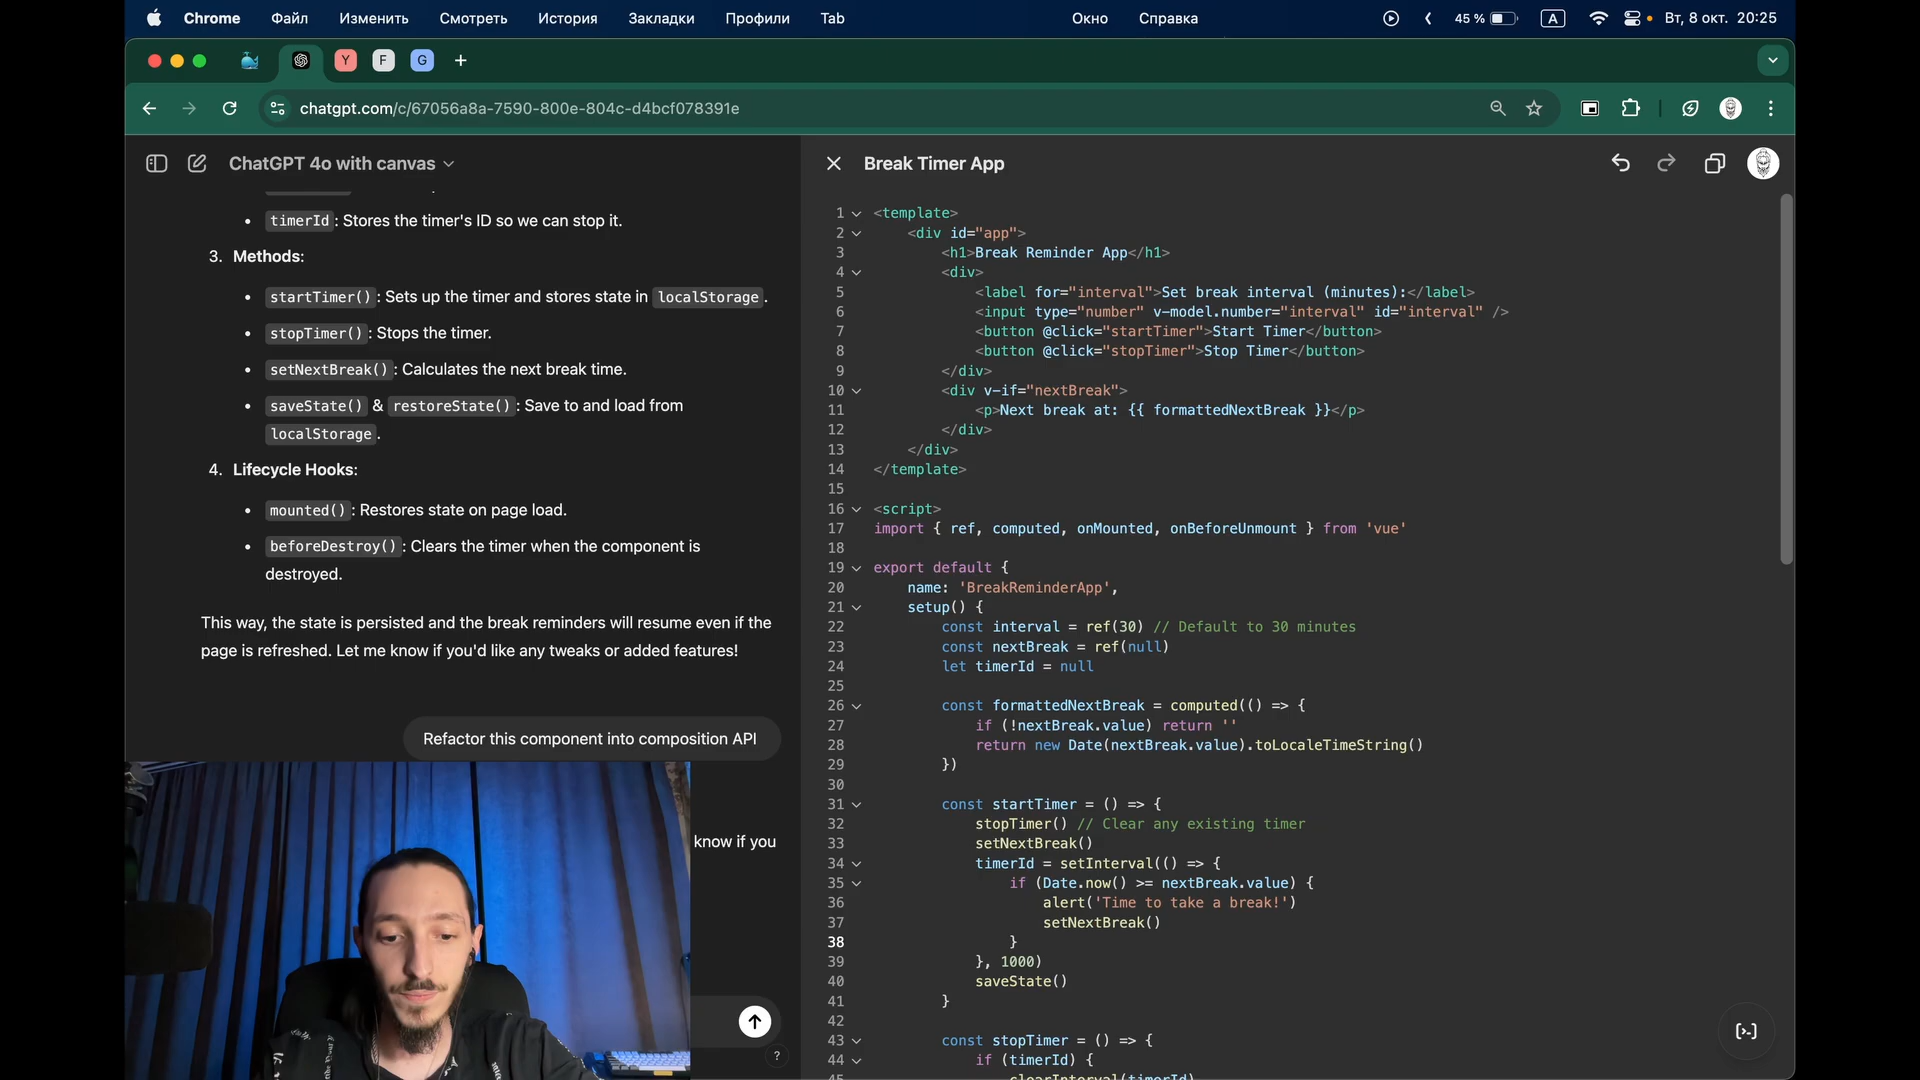 Chrome Файл Изменить Смотреть История Закладки Профили Tab Окно Справка 45 % A Вт, 8 окт. 20:25
Y F G
chatgpt.com/c/67056a8a-7590-800e-804c-d4bcf078391e
ChatGPT 4o with canvas
timerId: Stores the timer's ID so we can stop it.
3. Methods:
startTimer(): Sets up the timer and stores state in localStorage.
stopTimer(): Stops the timer.
setNextBreak(): Calculates the next break time.
saveState() & restoreState(): Save to and load from
localStorage.
4. Lifecycle Hooks:
mounted(): Restores state on page load.
beforeDestroy(): Clears the timer when the component is
destroyed.
This way, the state is persisted and the break reminders will resume even if the
page is refreshed. Let me know if you'd like any tweaks or added features!
Refactor this component into composition API
know if you
?
Break Timer App
1 <template>
2 <div id="app">
3 <h1>Break Reminder App</h1>
4 <div>
5 <label for="interval">Set break interval (minutes):</label>
6 <input type="number" v-model.number="interval" id="interval" />
7 <button @click="startTimer">Start Timer</button>
8 <button @click="stopTimer">Stop Timer</button>
9 </div>
10 <div v-if="nextBreak">
11 <p>Next break at: {{ formattedNextBreak }}</p>
12 </div>
13 </div>
14 </template>
15
16 <script>
17 import { ref, computed, onMounted, onBeforeUnmount } from 'vue'
18
19 export default {
20 name: 'BreakReminderApp',
21 setup() {
22 const interval = ref(30) // Default to 30 minutes
23 const nextBreak = ref(null)
24 let timerId = null
25
26 const formattedNextBreak = computed(() => {
27 if (!nextBreak.value) return ''
28 return new Date(nextBreak.value).toLocaleTimeString()
29 })
30
31 const startTimer = () => {
32 stopTimer() // Clear any existing timer
33 setNextBreak()
34 timerId = setInterval(() => {
35 if (Date.now() >= nextBreak.value) {
36 alert('Time to take a break!')
37 setNextBreak()
38 }
39 }, 1000)
40 saveState()
41 }
42
43 const stopTimer = () => {
44 if (timerId) {
45 clearInterval(timerId)